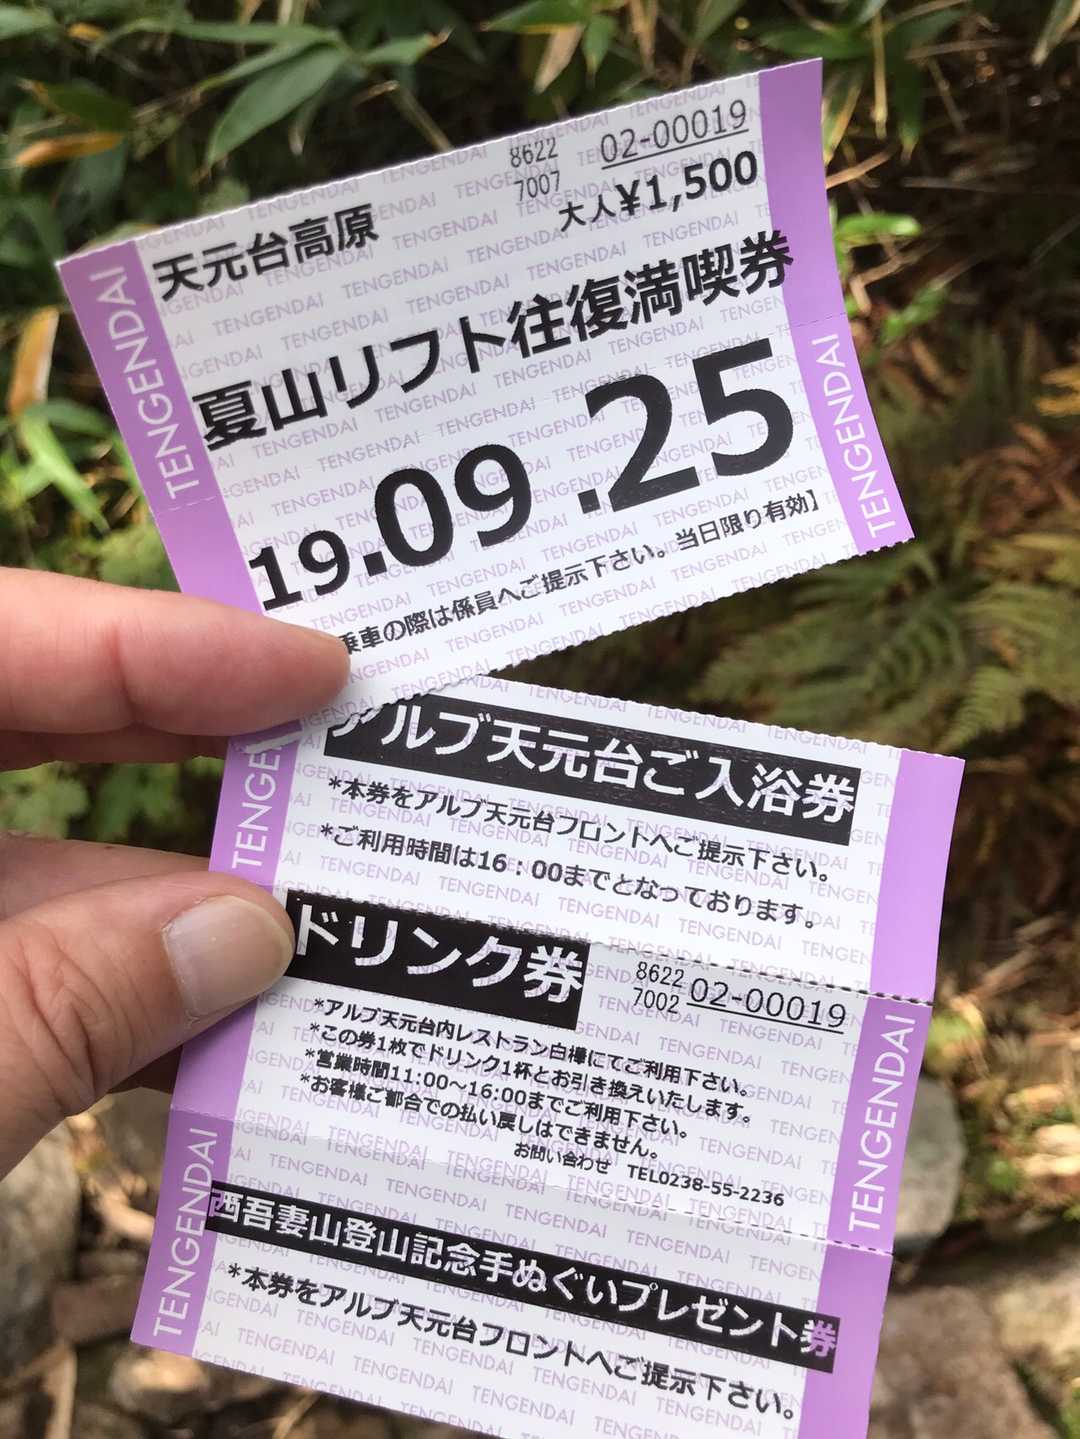 8622 02-00019
7007
大人¥1,500
天元台高原
夏山リフト往復満喫券
19.09.25
乗車の際は係員へご提示下さい。当日限り有効】
TENGENDAI
TENGENDAI
アルブ天元台ご入浴券
*本券をアルブ天元台フロントへご提示下さい。
*ご利用時間は16:00までとなっております。
ドリンク券
8622 02-00019
7002
*アルブ天元台内レストラン白樺にてご利用下さい。
*この券1枚でドリンク1杯とお引き換えいたします。
*営業時間11:00～16:00までご利用下さい。
*お客様ご都合での払い戻しはできません。
お問い合わせ TEL0238-55-2236
西吾妻山登山記念手ぬぐいプレゼント券
*本券をアルブ天元台フロントへご提示下さい。
TENGENDAI
TENGENDAI